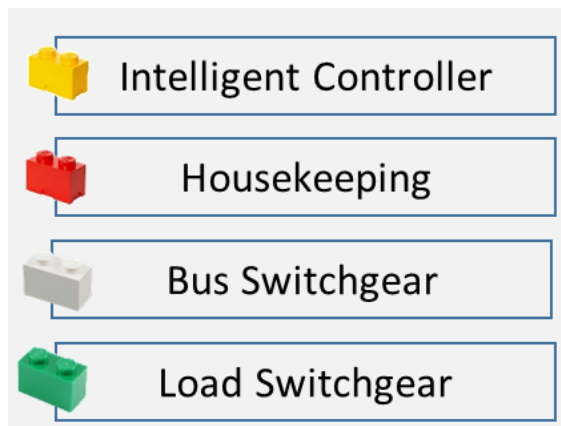 Intelligent Controller
Housekeeping
Bus Switchgear
Load Switchgear